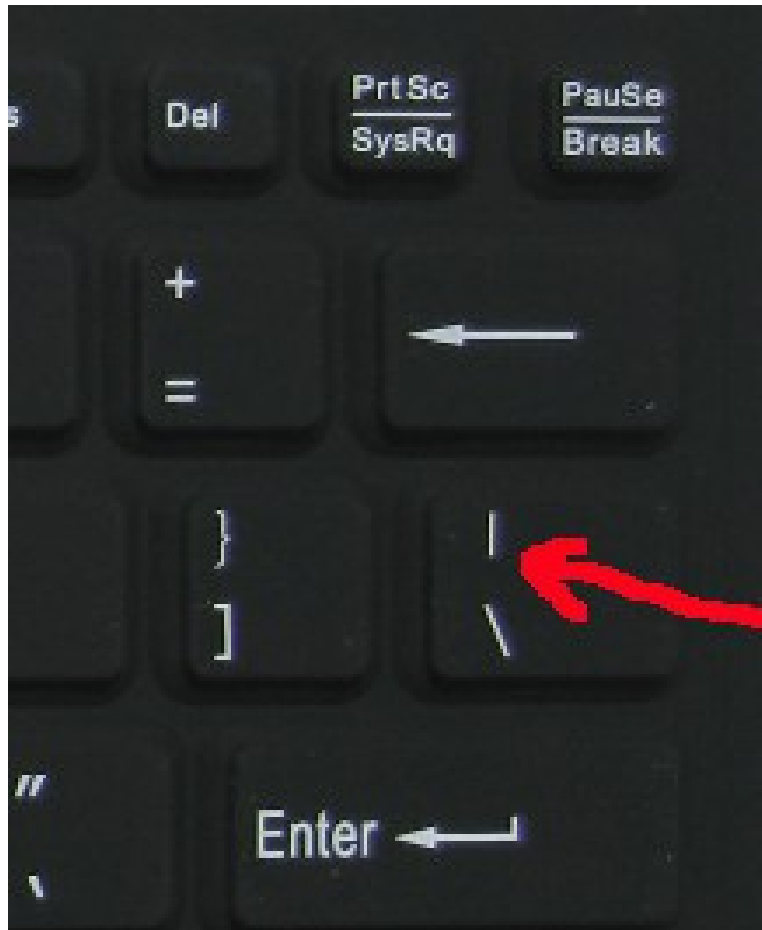 s Del PrtSc PauSe
SysRq Break
+ ←
=
} |
] \
" Enter
'